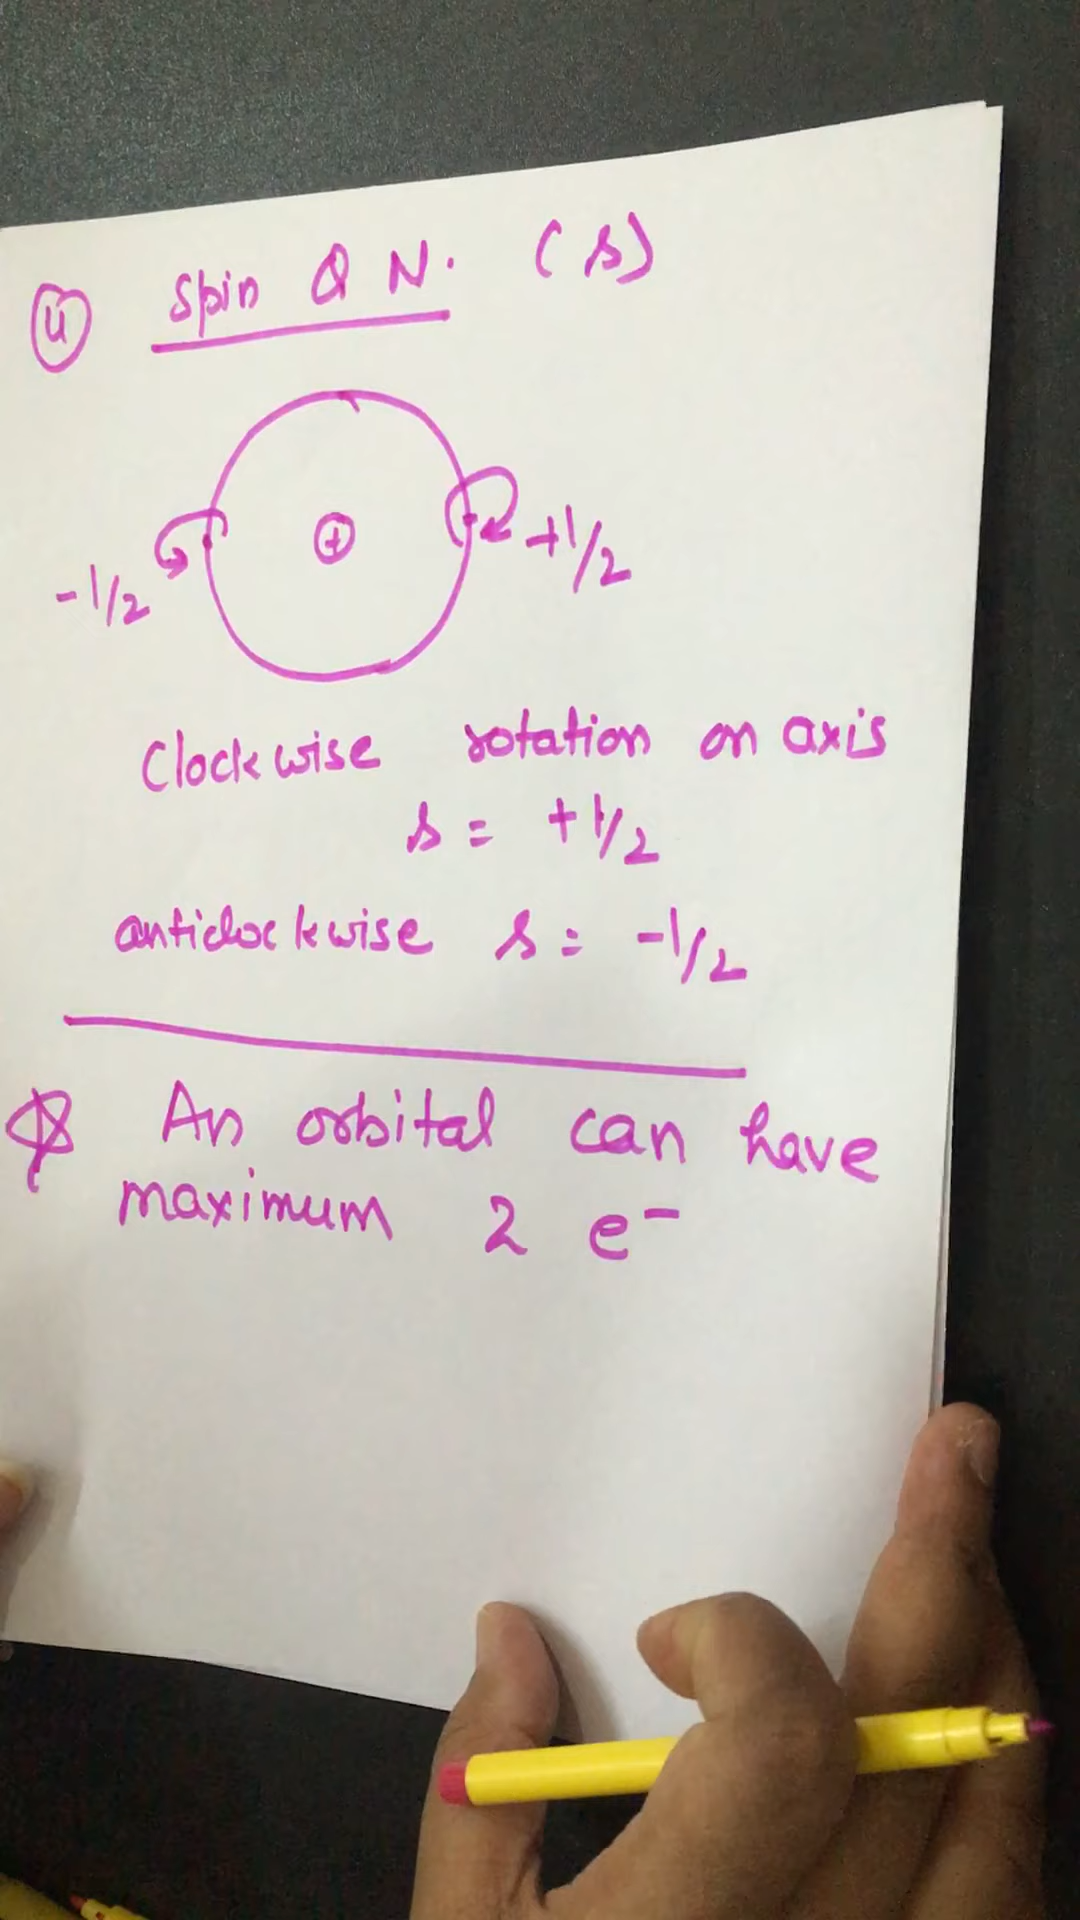 4 Spin Q N. (s)
+
-1/2
+1/2
Clockwise rotation on axis
s = +1/2
anticlockwise s = -1/2
An orbital can have
maximum 2 e⁻